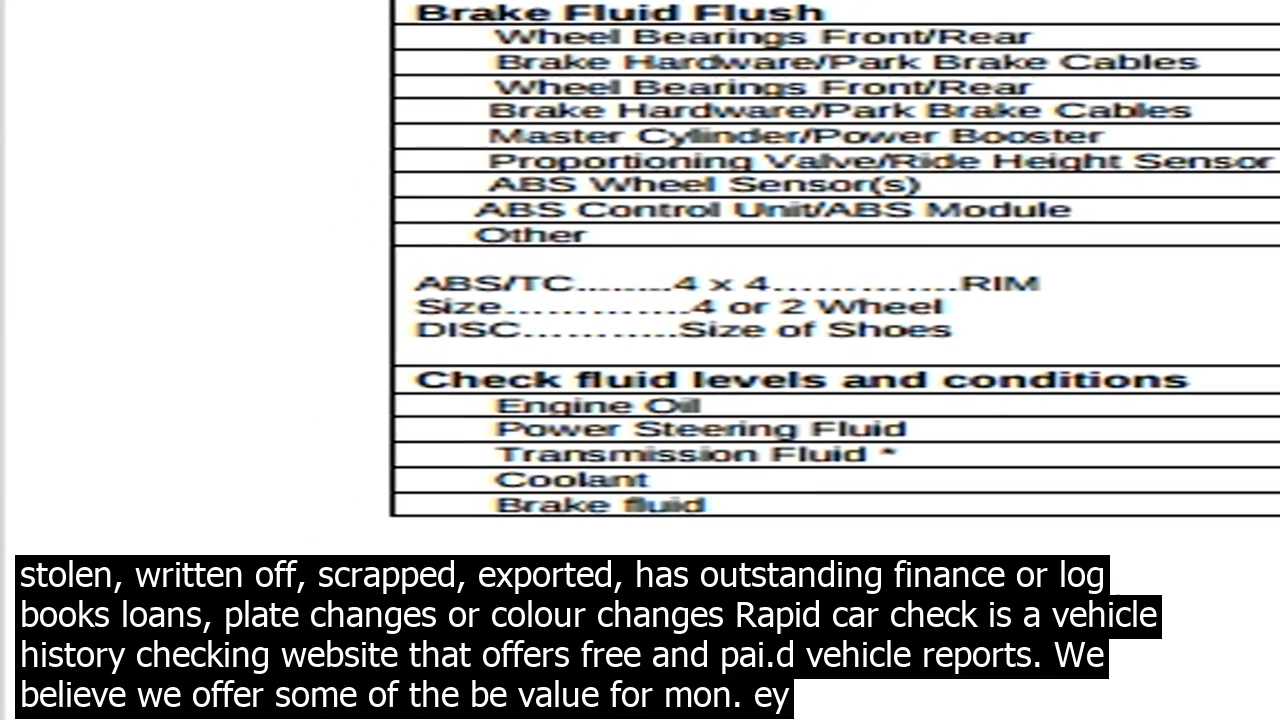 Brake Fluid Flush
Wheel Bearings Front/Rear
Brake Hardware/Park Brake Cables
Wheel Bearings Front/Rear
Brake Hardware/Park Brake Cables
Master Cylinder/Power Booster
Proportioning Valve/Ride Height Sensor
ABS Wheel Sensor(s)
ABS Control Unit/ABS Module
Other
ABS/TC........4 x 4.............RIM
Size.............4 or 2 Wheel
DISC...........Size of Shoes
Check fluid levels and conditions
Engine Oil
Power Steering Fluid
Transmission Fluid *
Coolant
Brake fluid
stolen, written off, scrapped, exported, has outstanding finance or log
books loans, plate changes or colour changes Rapid car check is a vehicle
history checking website that offers free and pai.d vehicle reports. We
believe we offer some of the be value for mon. ey